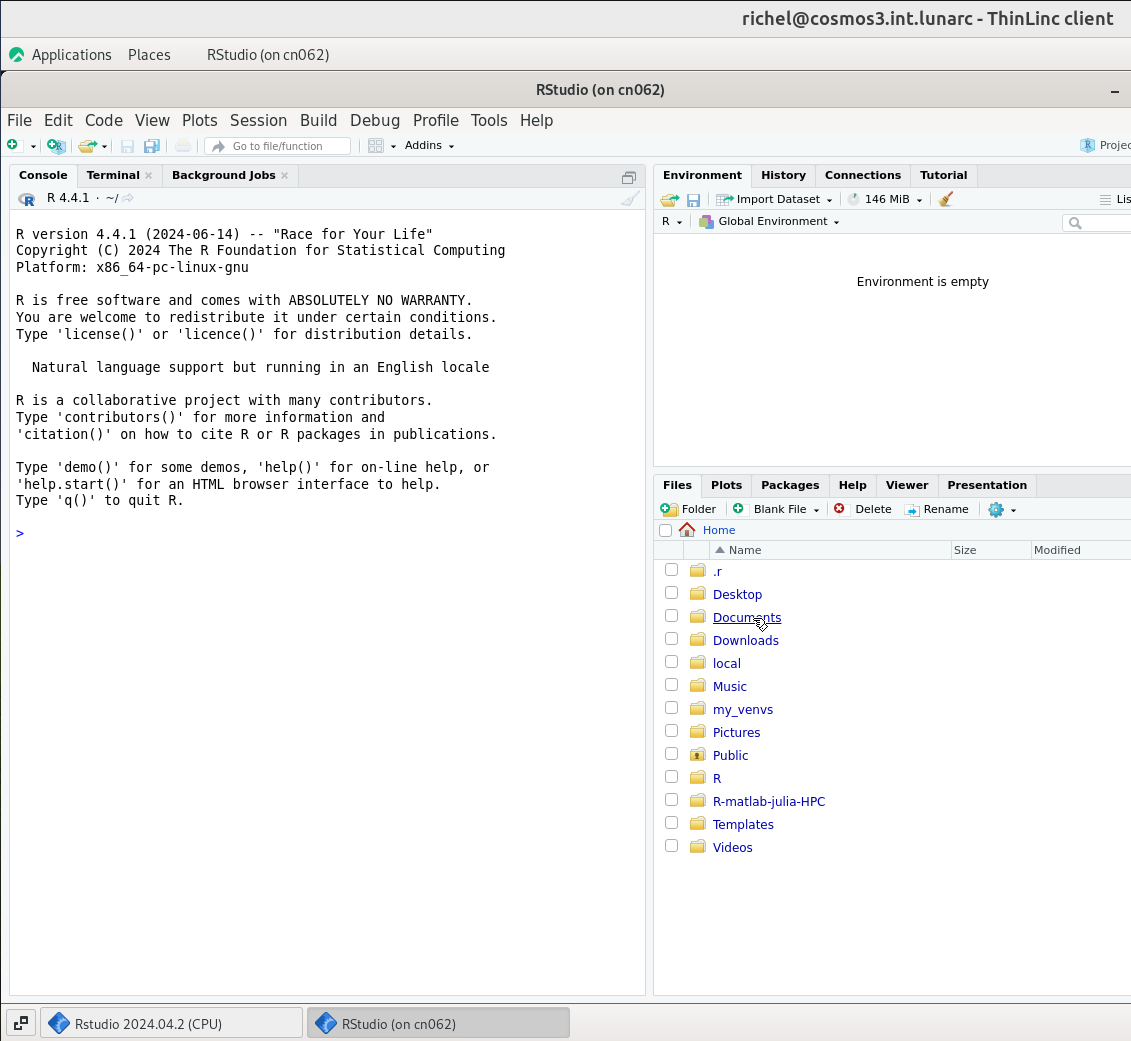 richel@cosmos3.int.lunarc - ThinLinc client
Applications Places RStudio (on cn062)
RStudio (on cn062)
File Edit Code View Plots Session Build Debug Profile Tools Help
Go to file/function Addins Projec
Console Terminal Background Jobs
R 4.4.1 · ~/
R version 4.4.1 (2024-06-14) -- "Race for Your Life"
Copyright (C) 2024 The R Foundation for Statistical Computing
Platform: x86_64-pc-linux-gnu
R is free software and comes with ABSOLUTELY NO WARRANTY.
You are welcome to redistribute it under certain conditions.
Type 'license()' or 'licence()' for distribution details.
Natural language support but running in an English locale
R is a collaborative project with many contributors.
Type 'contributors()' for more information and
'citation()' on how to cite R or R packages in publications.
Type 'demo()' for some demos, 'help()' for on-line help, or
'help.start()' for an HTML browser interface to help.
Type 'q()' to quit R.
>
Environment History Connections Tutorial
Import Dataset 146 MiB Lis
R Global Environment
Environment is empty
Files Plots Packages Help Viewer Presentation
Folder Blank File Delete Rename
Home
Name Size Modified
.r
Desktop
Documents
Downloads
local
Music
my_venvs
Pictures
Public
R
R-matlab-julia-HPC
Templates
Videos
Rstudio 2024.04.2 (CPU) RStudio (on cn062)